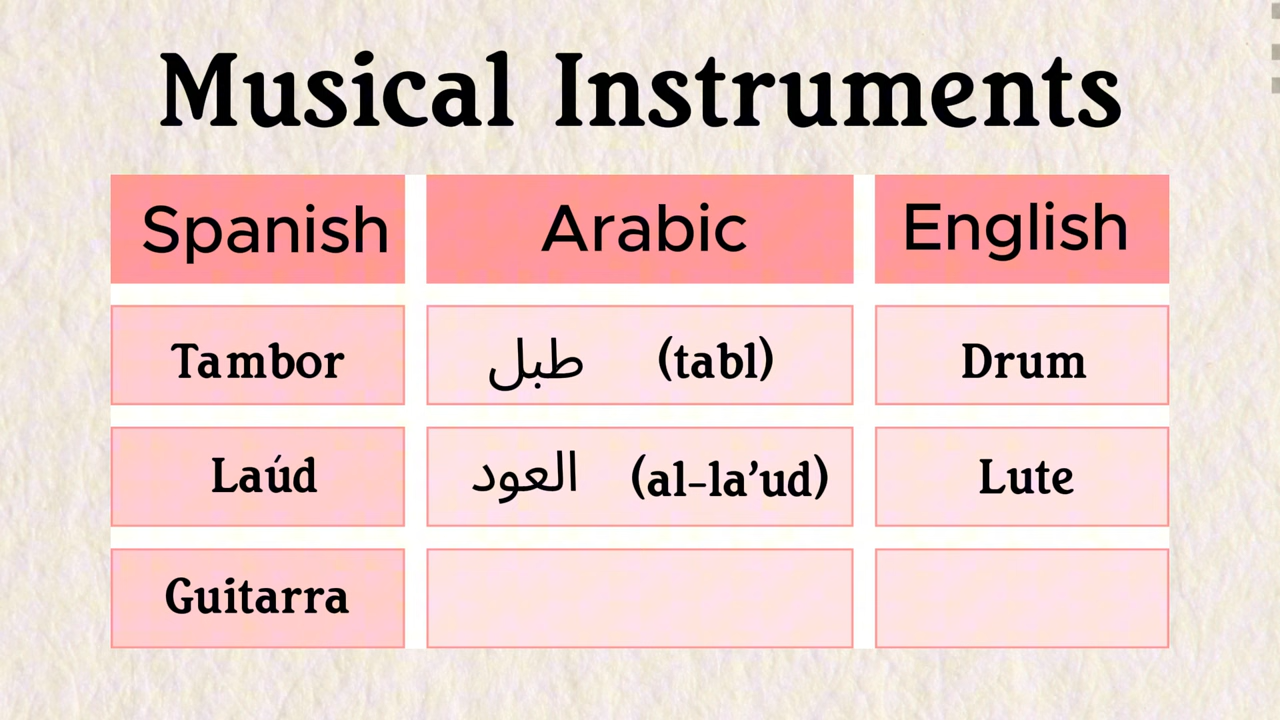 Musical Instruments
Spanish Arabic English
Tambor طبل (tabl) Drum
Laúd العود (al-la’ud) Lute
Guitarra